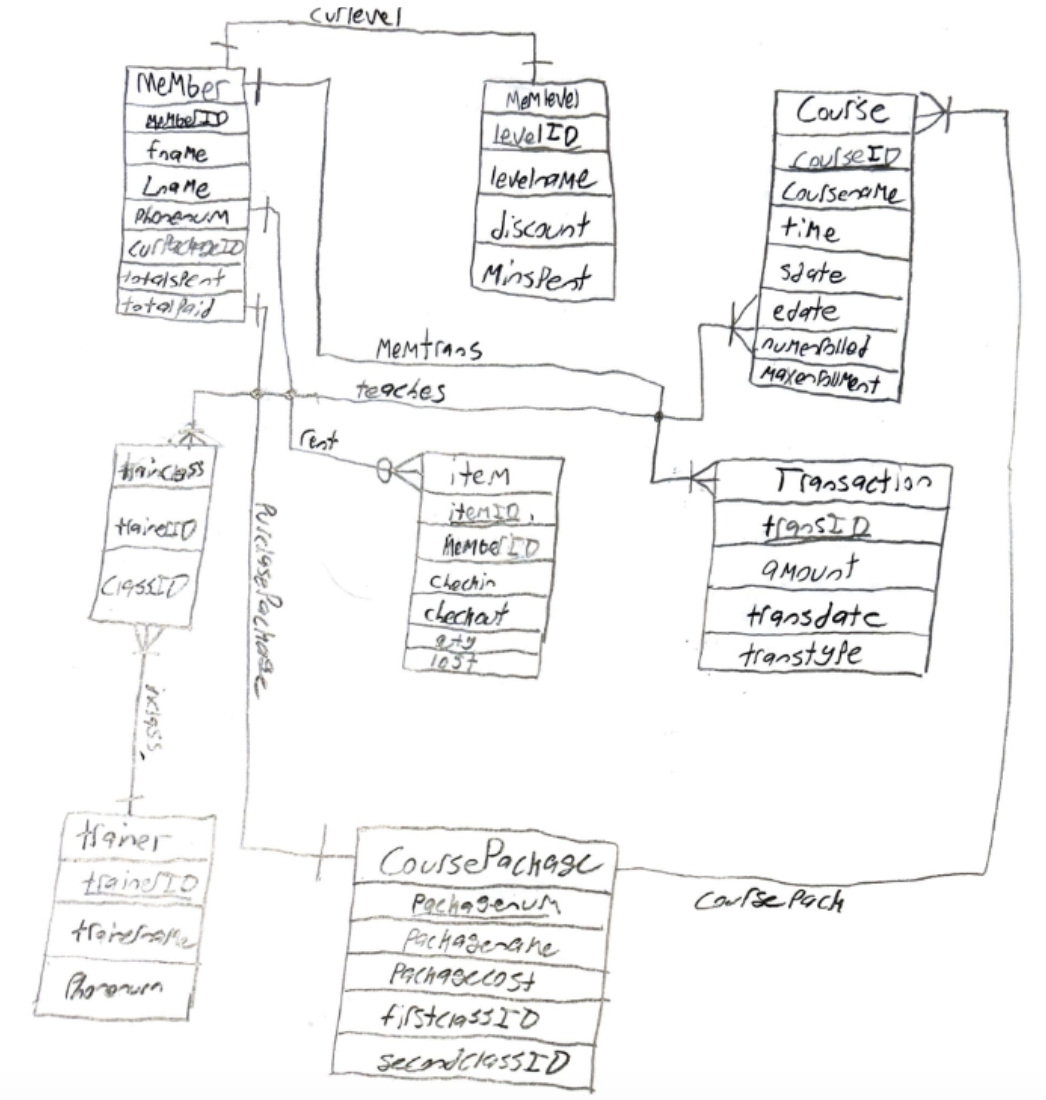 curlevel
Member
MemberID
fname
Lname
Phonenum
CurPackageID
totalspent
totalPaid
Memlevel
levelID
levelname
discount
MinsPent
Course
CourseID
Coursename
time
sdate
edate
numenrolled
Maxenrollment
Memtrans
teaches
rent
trainclass
trainerID
ClassID
PurchasePackage
item
itemID
MemberID
checkin
checkout
qty
lost
Transaction
transID
aMount
transdate
transtype
inclass
trainer
trainerID
trainername
Phonenum
CoursePackage
Packagenum
Packagename
Packagecost
firstclassID
secondclassID
CoursePack